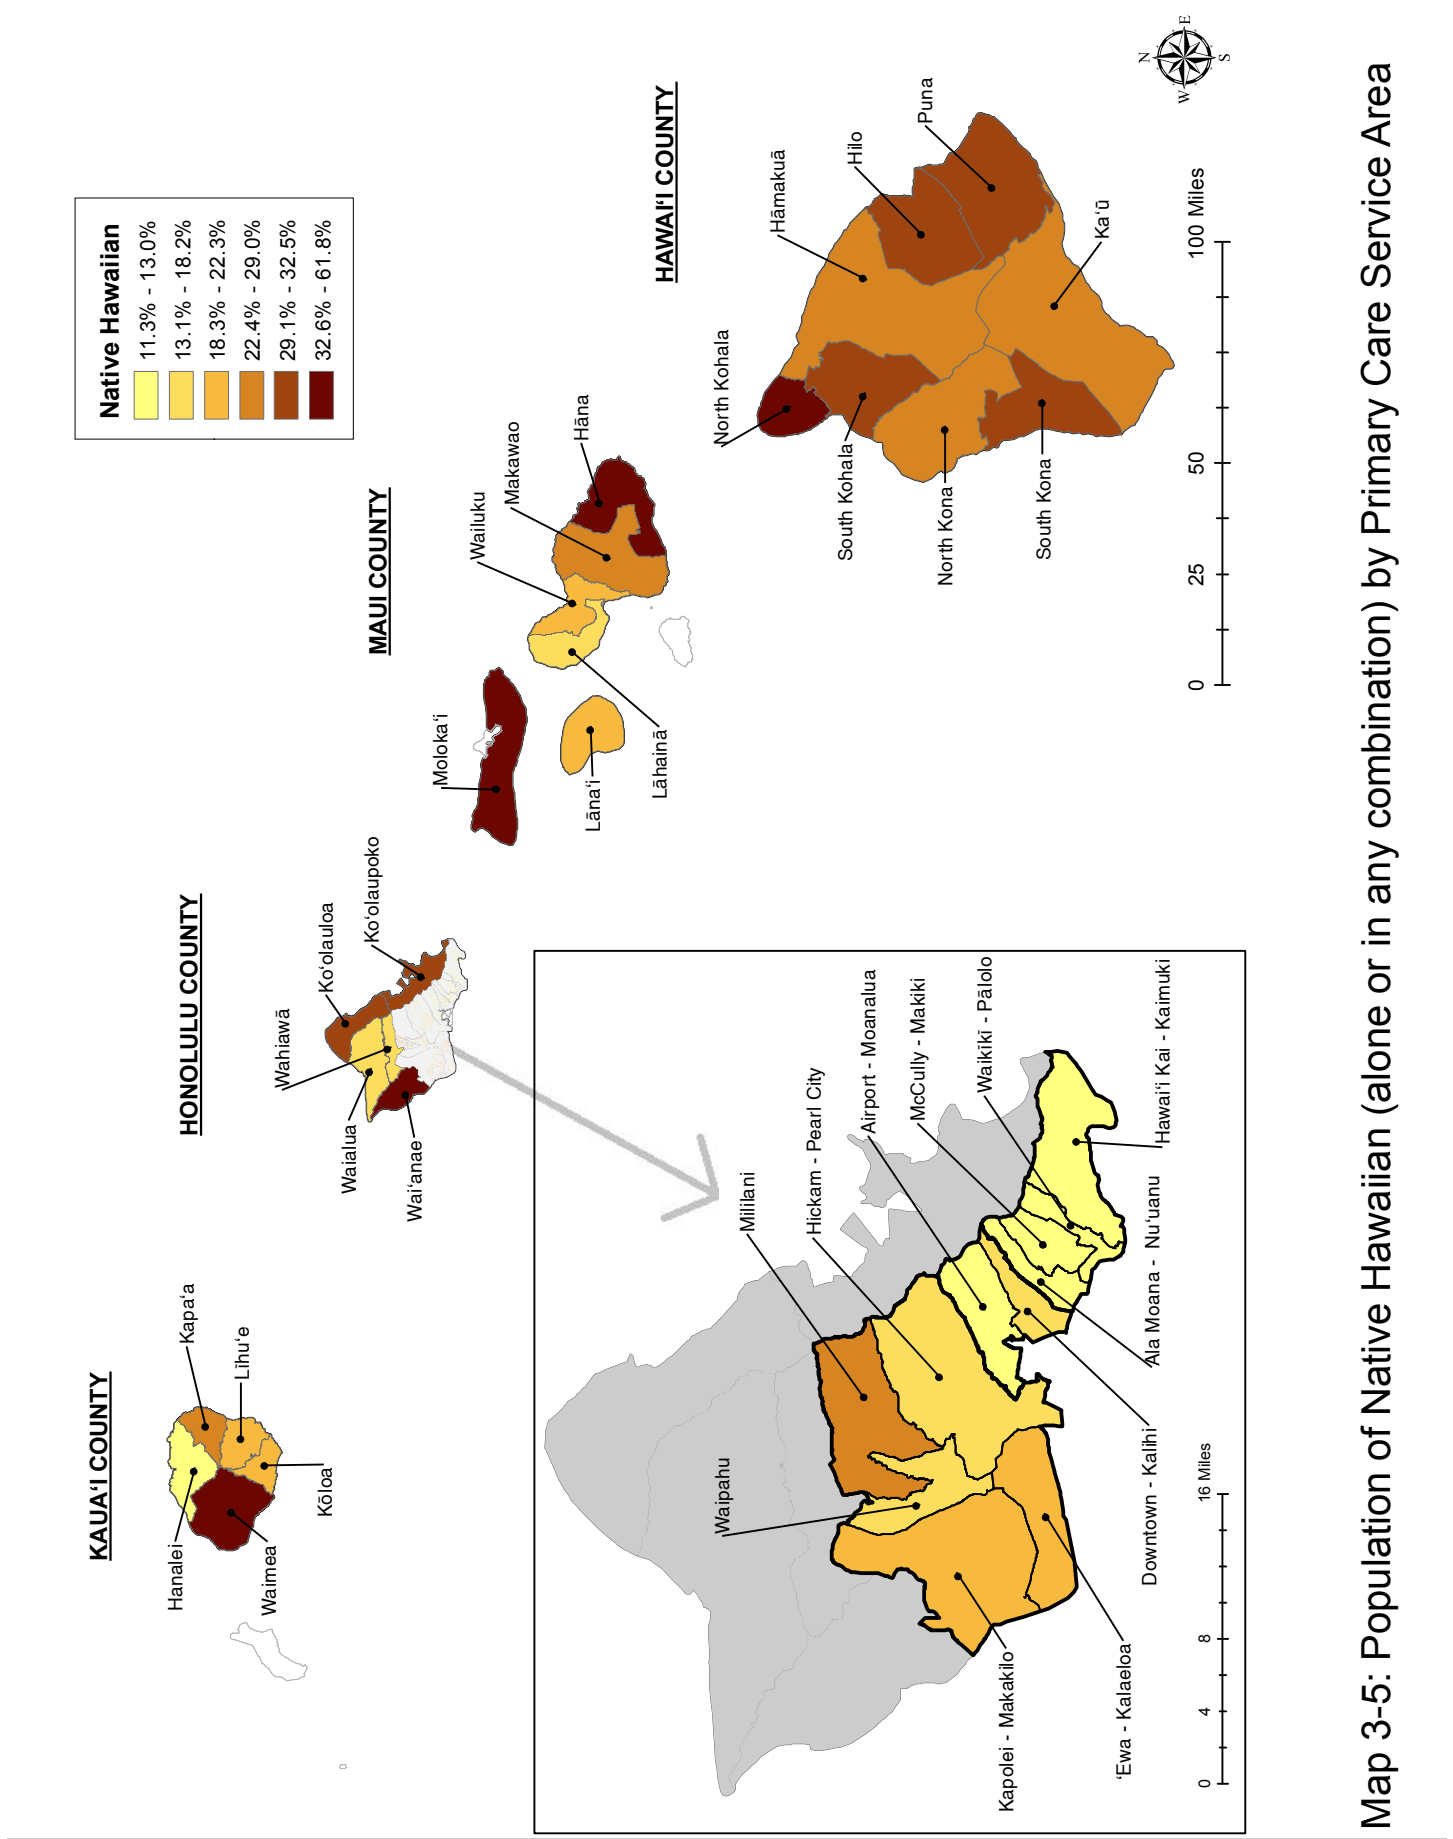 KAUAʻI COUNTY
Kapaʻa
Līhuʻe
Hanalei
Waimea
Kōloa
HONOLULU COUNTY
Koʻolauloa
Koʻolaupoko
Wahiawā
Waialua
Waiʻanae
MAUI COUNTY
Molokaʻi
Lānaʻi
Lāhainā
Wailuku
Makawao
Hāna
Native Hawaiian
11.3% - 13.0%
13.1% - 18.2%
18.3% - 22.3%
22.4% - 29.0%
29.1% - 32.5%
32.6% - 61.8%
HAWAIʻI COUNTY
North Kohala
Hāmakuā
Hilo
Puna
South Kohala
North Kona
South Kona
Kaʻū
0 25 50 100 Miles
N
W E
S
Mililani
Hickam - Pearl City
Airport - Moanalua
McCully - Makiki
Waikīkī - Pālolo
Hawaiʻi Kai - Kaimuki
Waipahu
Ala Moana - Nuʻuanu
Downtown - Kalihi
Kapolei - Makakilo
ʻEwa - Kalaeloa
0 4 8 16 Miles
Map 3-5: Population of Native Hawaiian (alone or in any combination) by Primary Care Service Area